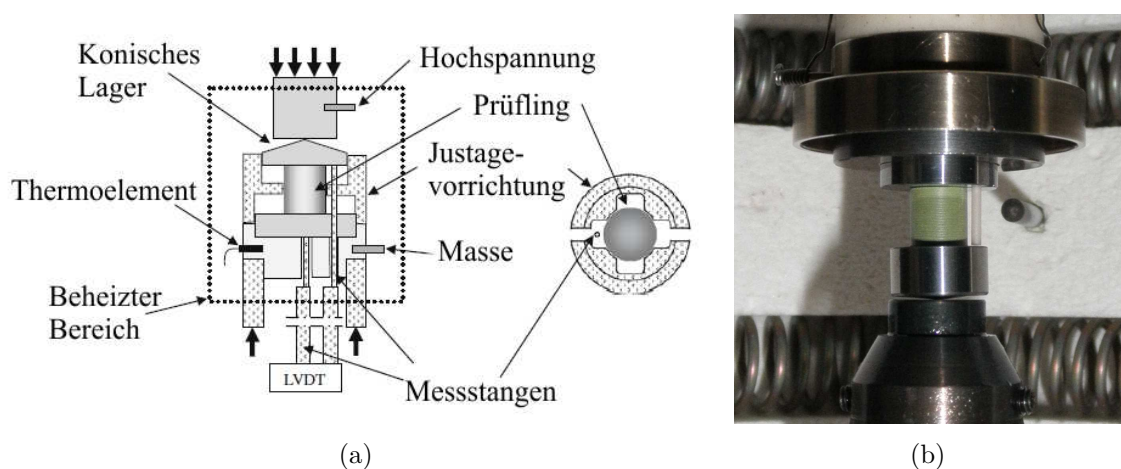 Konisches
Lager
Hochspannung
Prüfling
Justage-
vorrichtung
Thermoelement
Masse
Beheizter
Bereich
LVDT
Messstangen
(a)
(b)